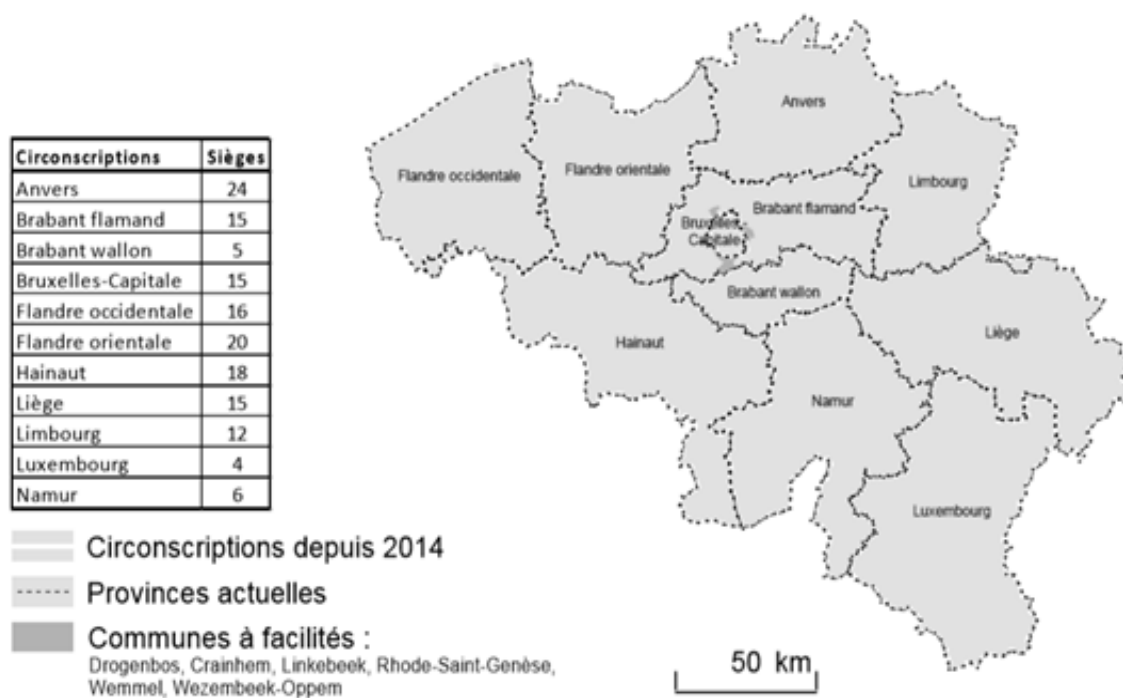 Circonscriptions Sièges
Anvers 24
Brabant flamand 15
Brabant wallon 5
Bruxelles-Capitale 15
Flandre occidentale 16
Flandre orientale 20
Hainaut 18
Liège 15
Limbourg 12
Luxembourg 4
Namur 6
Circonscriptions depuis 2014
Provinces actuelles
Communes à facilités :
Drogenbos, Crainhem, Linkebeek, Rhode-Saint-Genèse,
Wemmel, Wezembeek-Oppem
Anvers
Flandre occidentale
Flandre orientale
Limbourg
Brabant flamand
Bruxelles
Capitale
Brabant wallon
Hainaut
Liège
Namur
Luxembourg
50 km